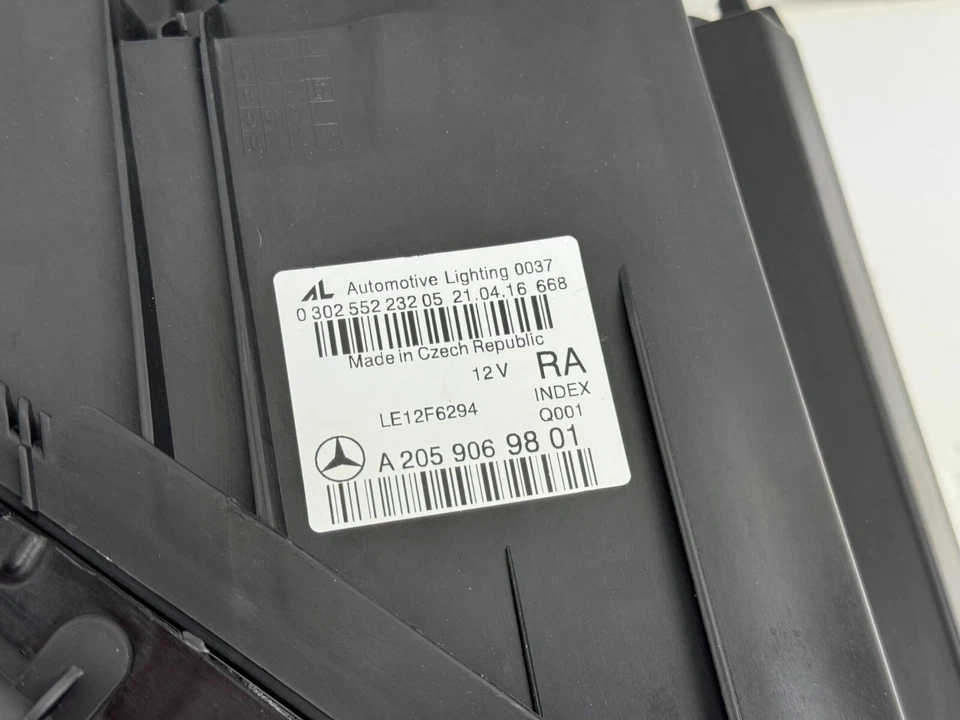 AL Automotive Lighting 0037
0 302 552 232 05 21.04.16 668
Made in Czech Republic
12 V RA
INDEX
LE12F6294 Q001
A 205 906 98 01